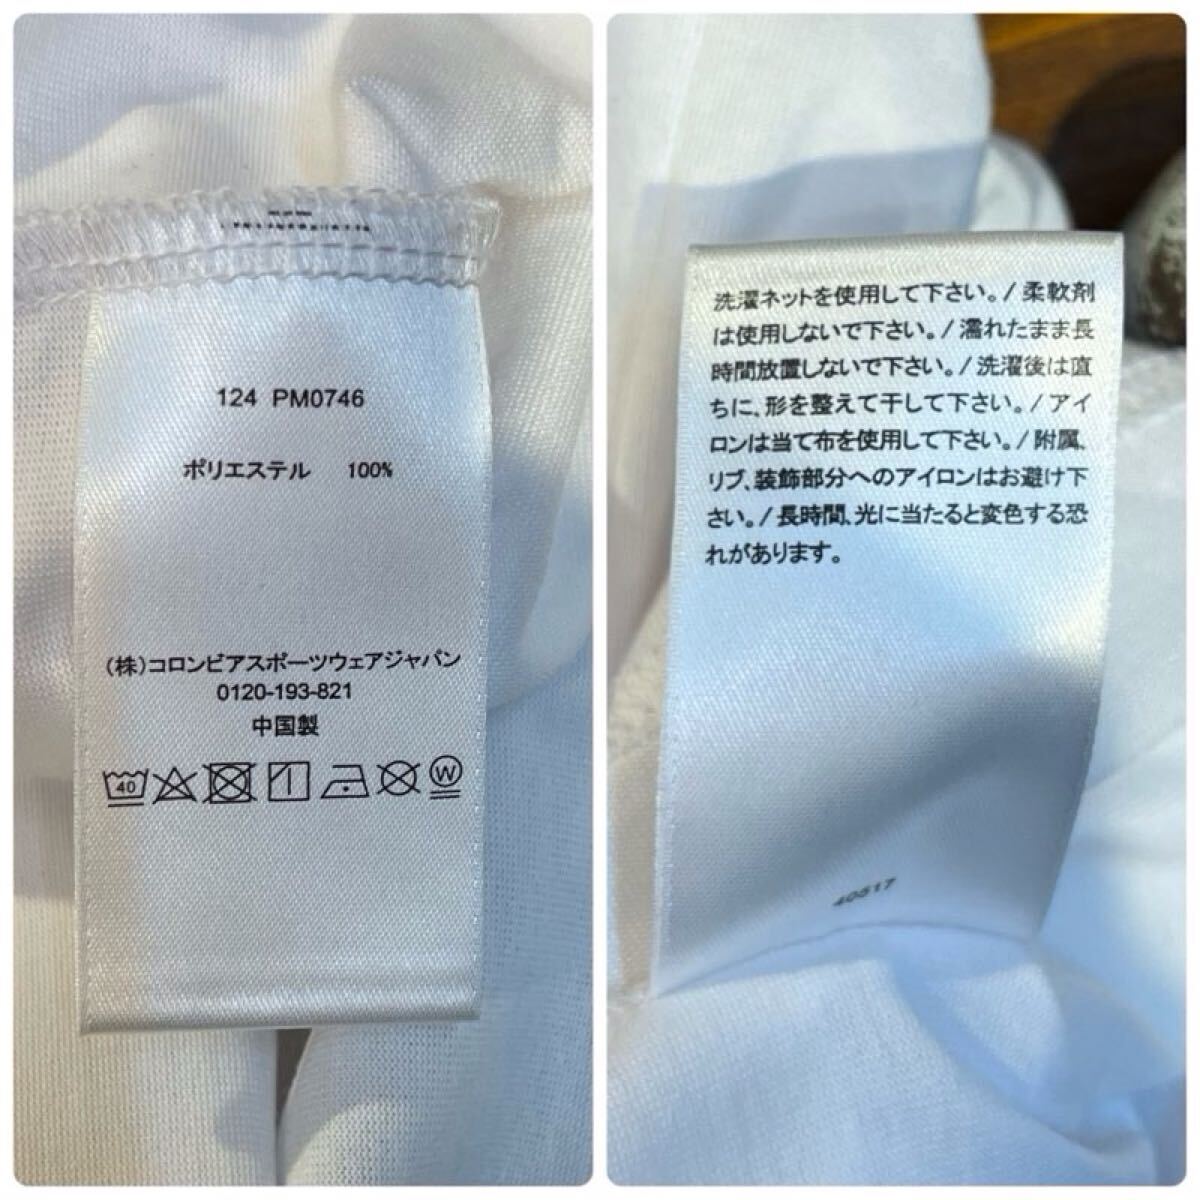 124 PM0746
ポリエステル 100%
(株)コロンビアスポーツウェアジャパン
0120-193-821
中国製
40 W
洗濯ネットを使用して下さい。/柔軟剤
は使用しないで下さい。/濡れたまま長
時間放置しないで下さい。/洗濯後は直
ちに、形を整えて干して下さい。/アイ
ロンは当て布を使用して下さい。/附属、
リブ、装飾部分へのアイロンはお避け下
さい。/長時間、光に当たると変色する恐
れがあります。
40517